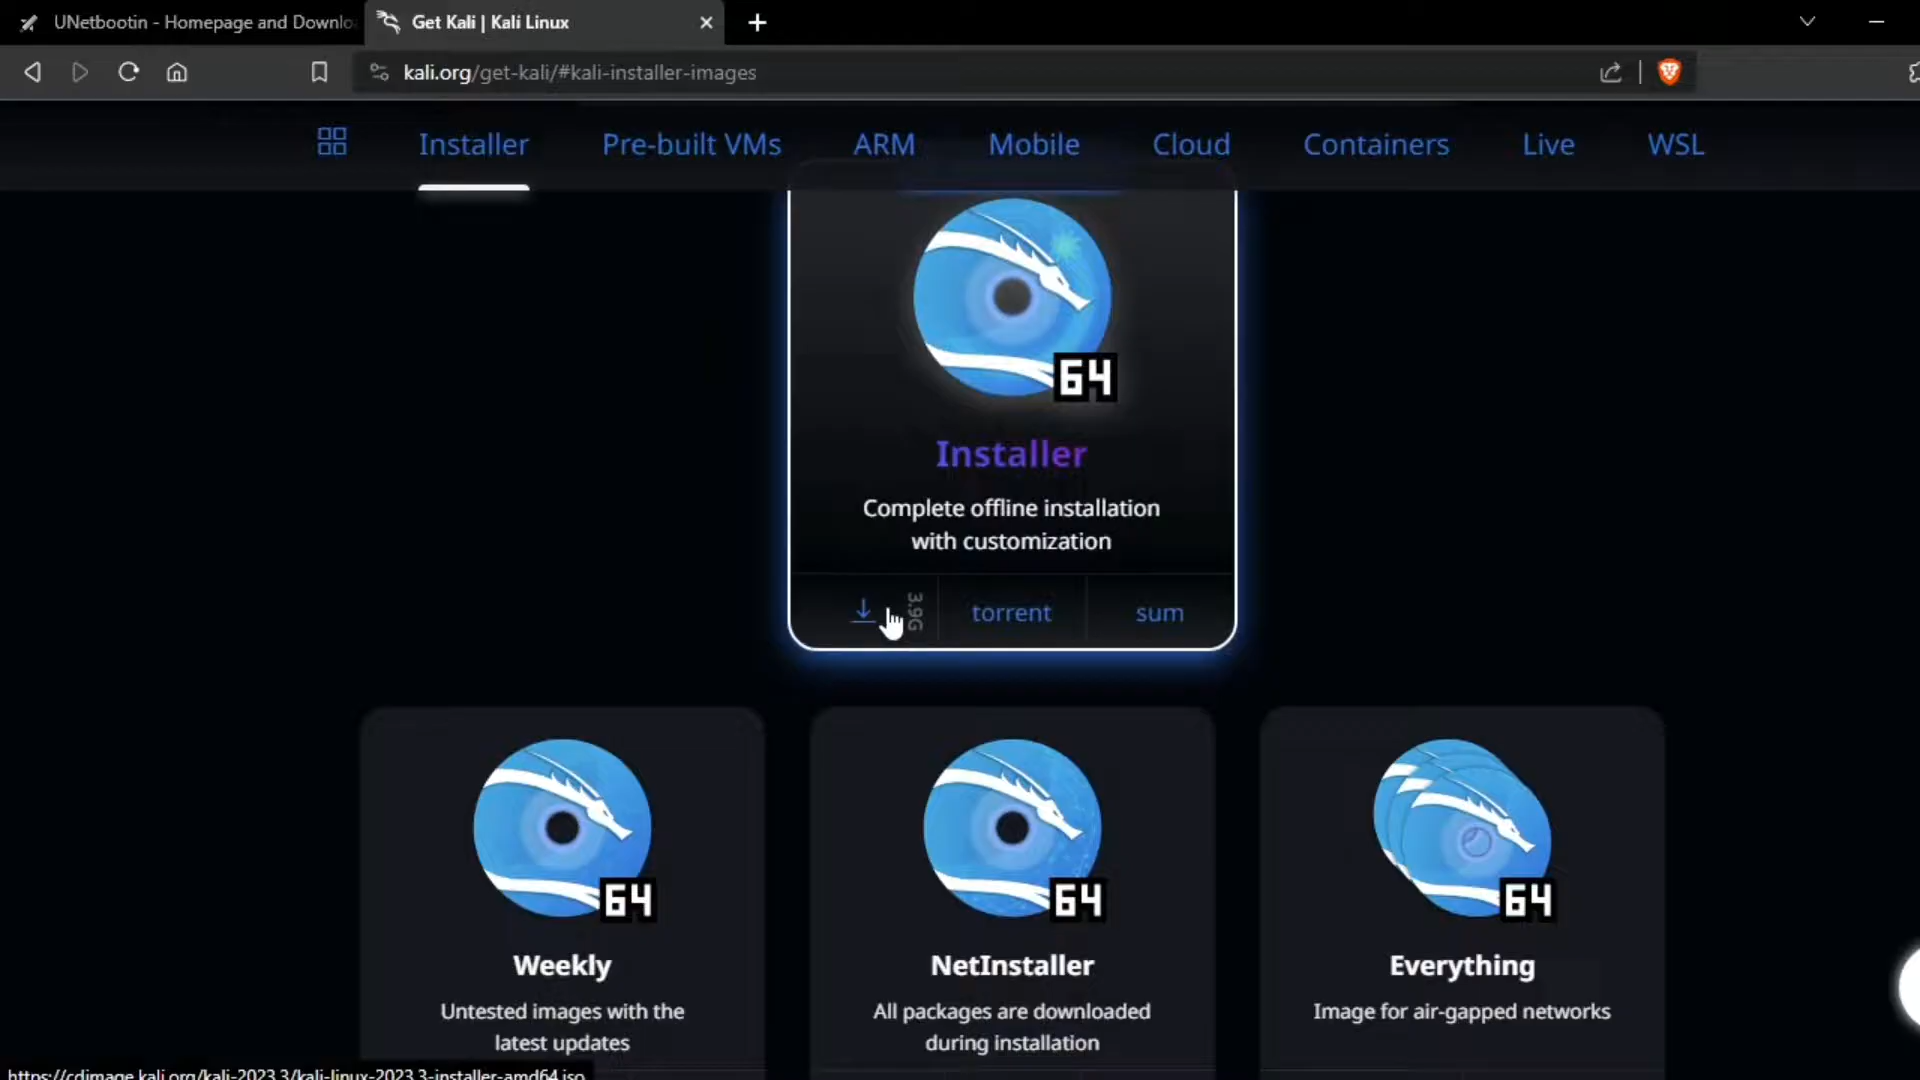 UNetbootin - Homepage and Downlo
Get Kali | Kali Linux
kali.org/get-kali/#kali-installer-images
Installer
Pre-built VMs
ARM
Mobile
Cloud
Containers
Live
WSL
64
Installer
Complete offline installation
with customization
3.9G
torrent
sum
64
64
64
Weekly
NetInstaller
Everything
Untested images with the
latest updates
All packages are downloaded
during installation
Image for air-gapped networks
https://cdimage.kali.org/kali-2023.3/kali-linux-2023.3-installer-amd64.iso